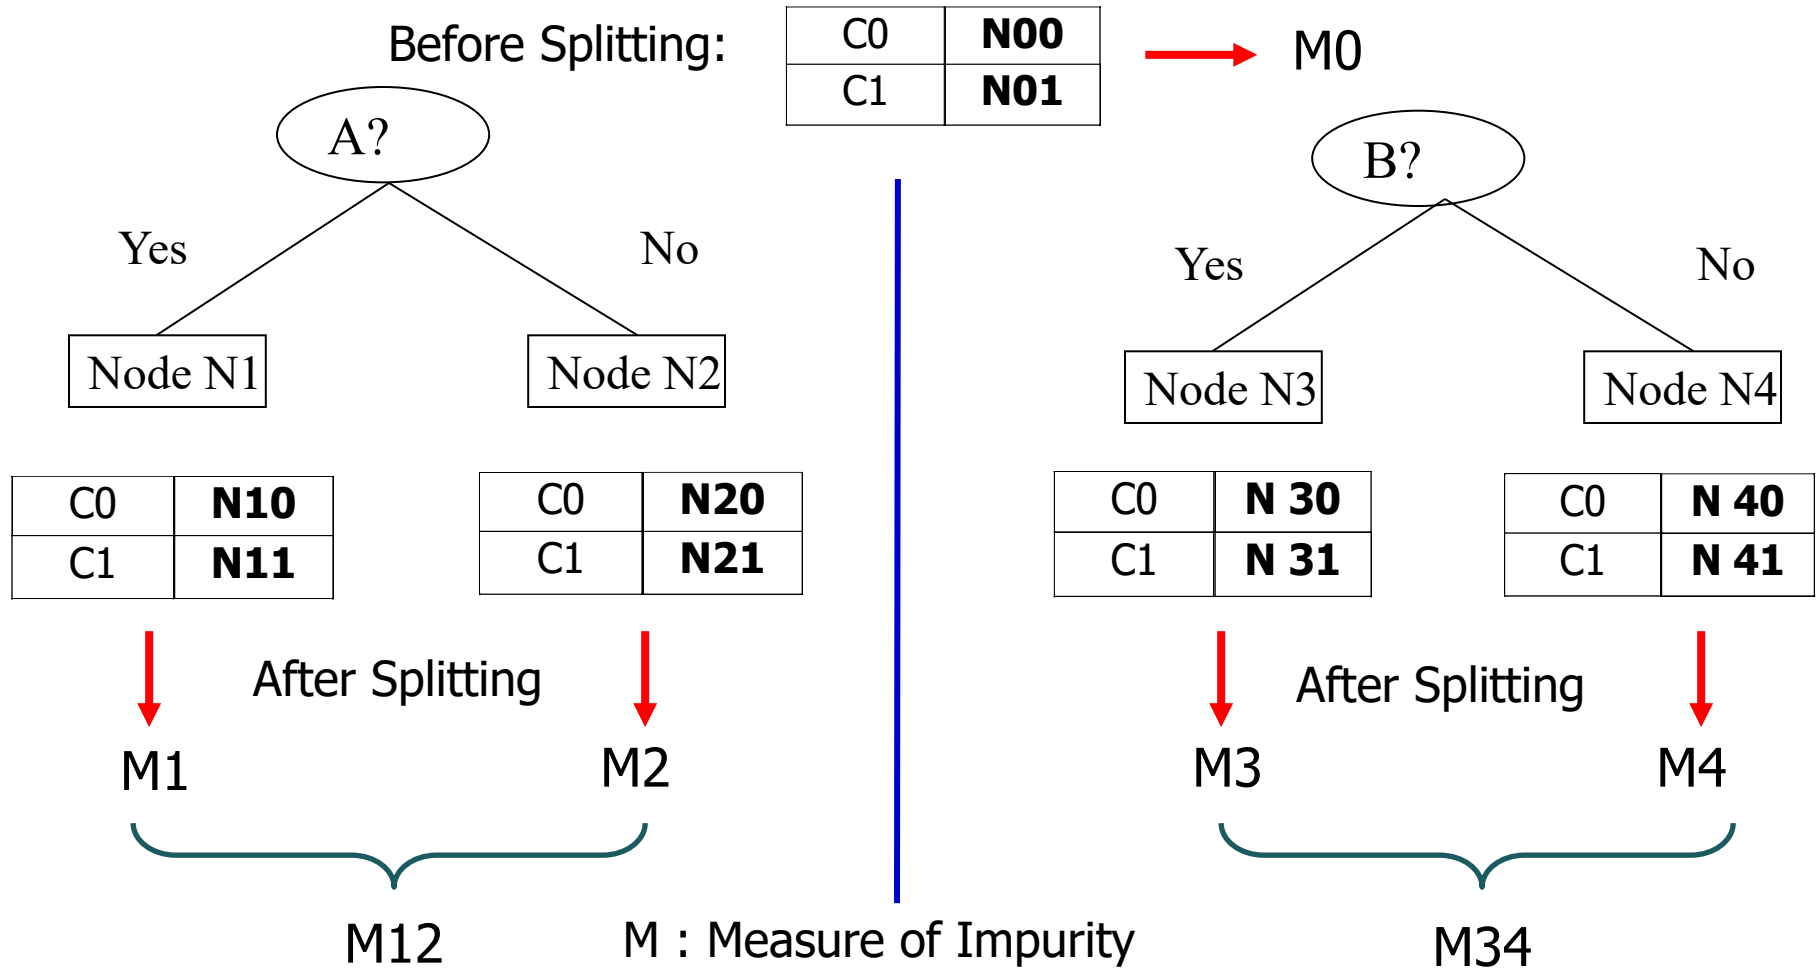 Before Splitting:
C0 N00
C1 N01
M0
A?
Yes
No
Node N1
Node N2
C0 N10
C1 N11
C0 N20
C1 N21
After Splitting
M1
M2
M12
B?
Yes
No
Node N3
Node N4
C0 N 30
C1 N 31
C0 N 40
C1 N 41
After Splitting
M3
M4
M34
M : Measure of Impurity